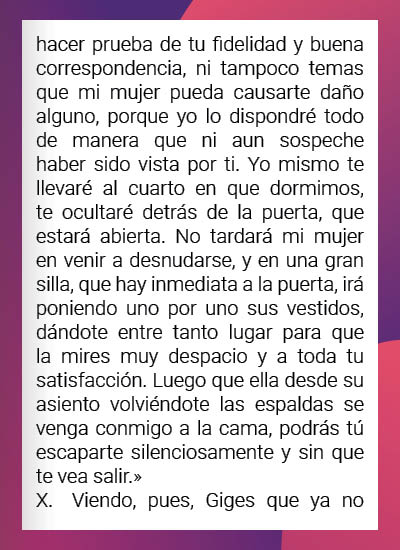 hacer prueba de tu fidelidad y buena
correspondencia, ni tampoco temas
que mi mujer pueda causarte daño
alguno, porque yo lo dispondré todo
de manera que ni aun sospeche
haber sido vista por ti. Yo mismo te
llevaré al cuarto en que dormimos,
te ocultaré detrás de la puerta, que
estará abierta. No tardará mi mujer
en venir a desnudarse, y en una gran
silla, que hay inmediata a la puerta, irá
poniendo uno por uno sus vestidos,
dándote entre tanto lugar para que
la mires muy despacio y a toda tu
satisfacción. Luego que ella desde su
asiento volviéndote las espaldas se
venga conmigo a la cama, podrás tú
escaparte silenciosamente y sin que
te vea salir.»
X. Viendo, pues, Giges que ya no